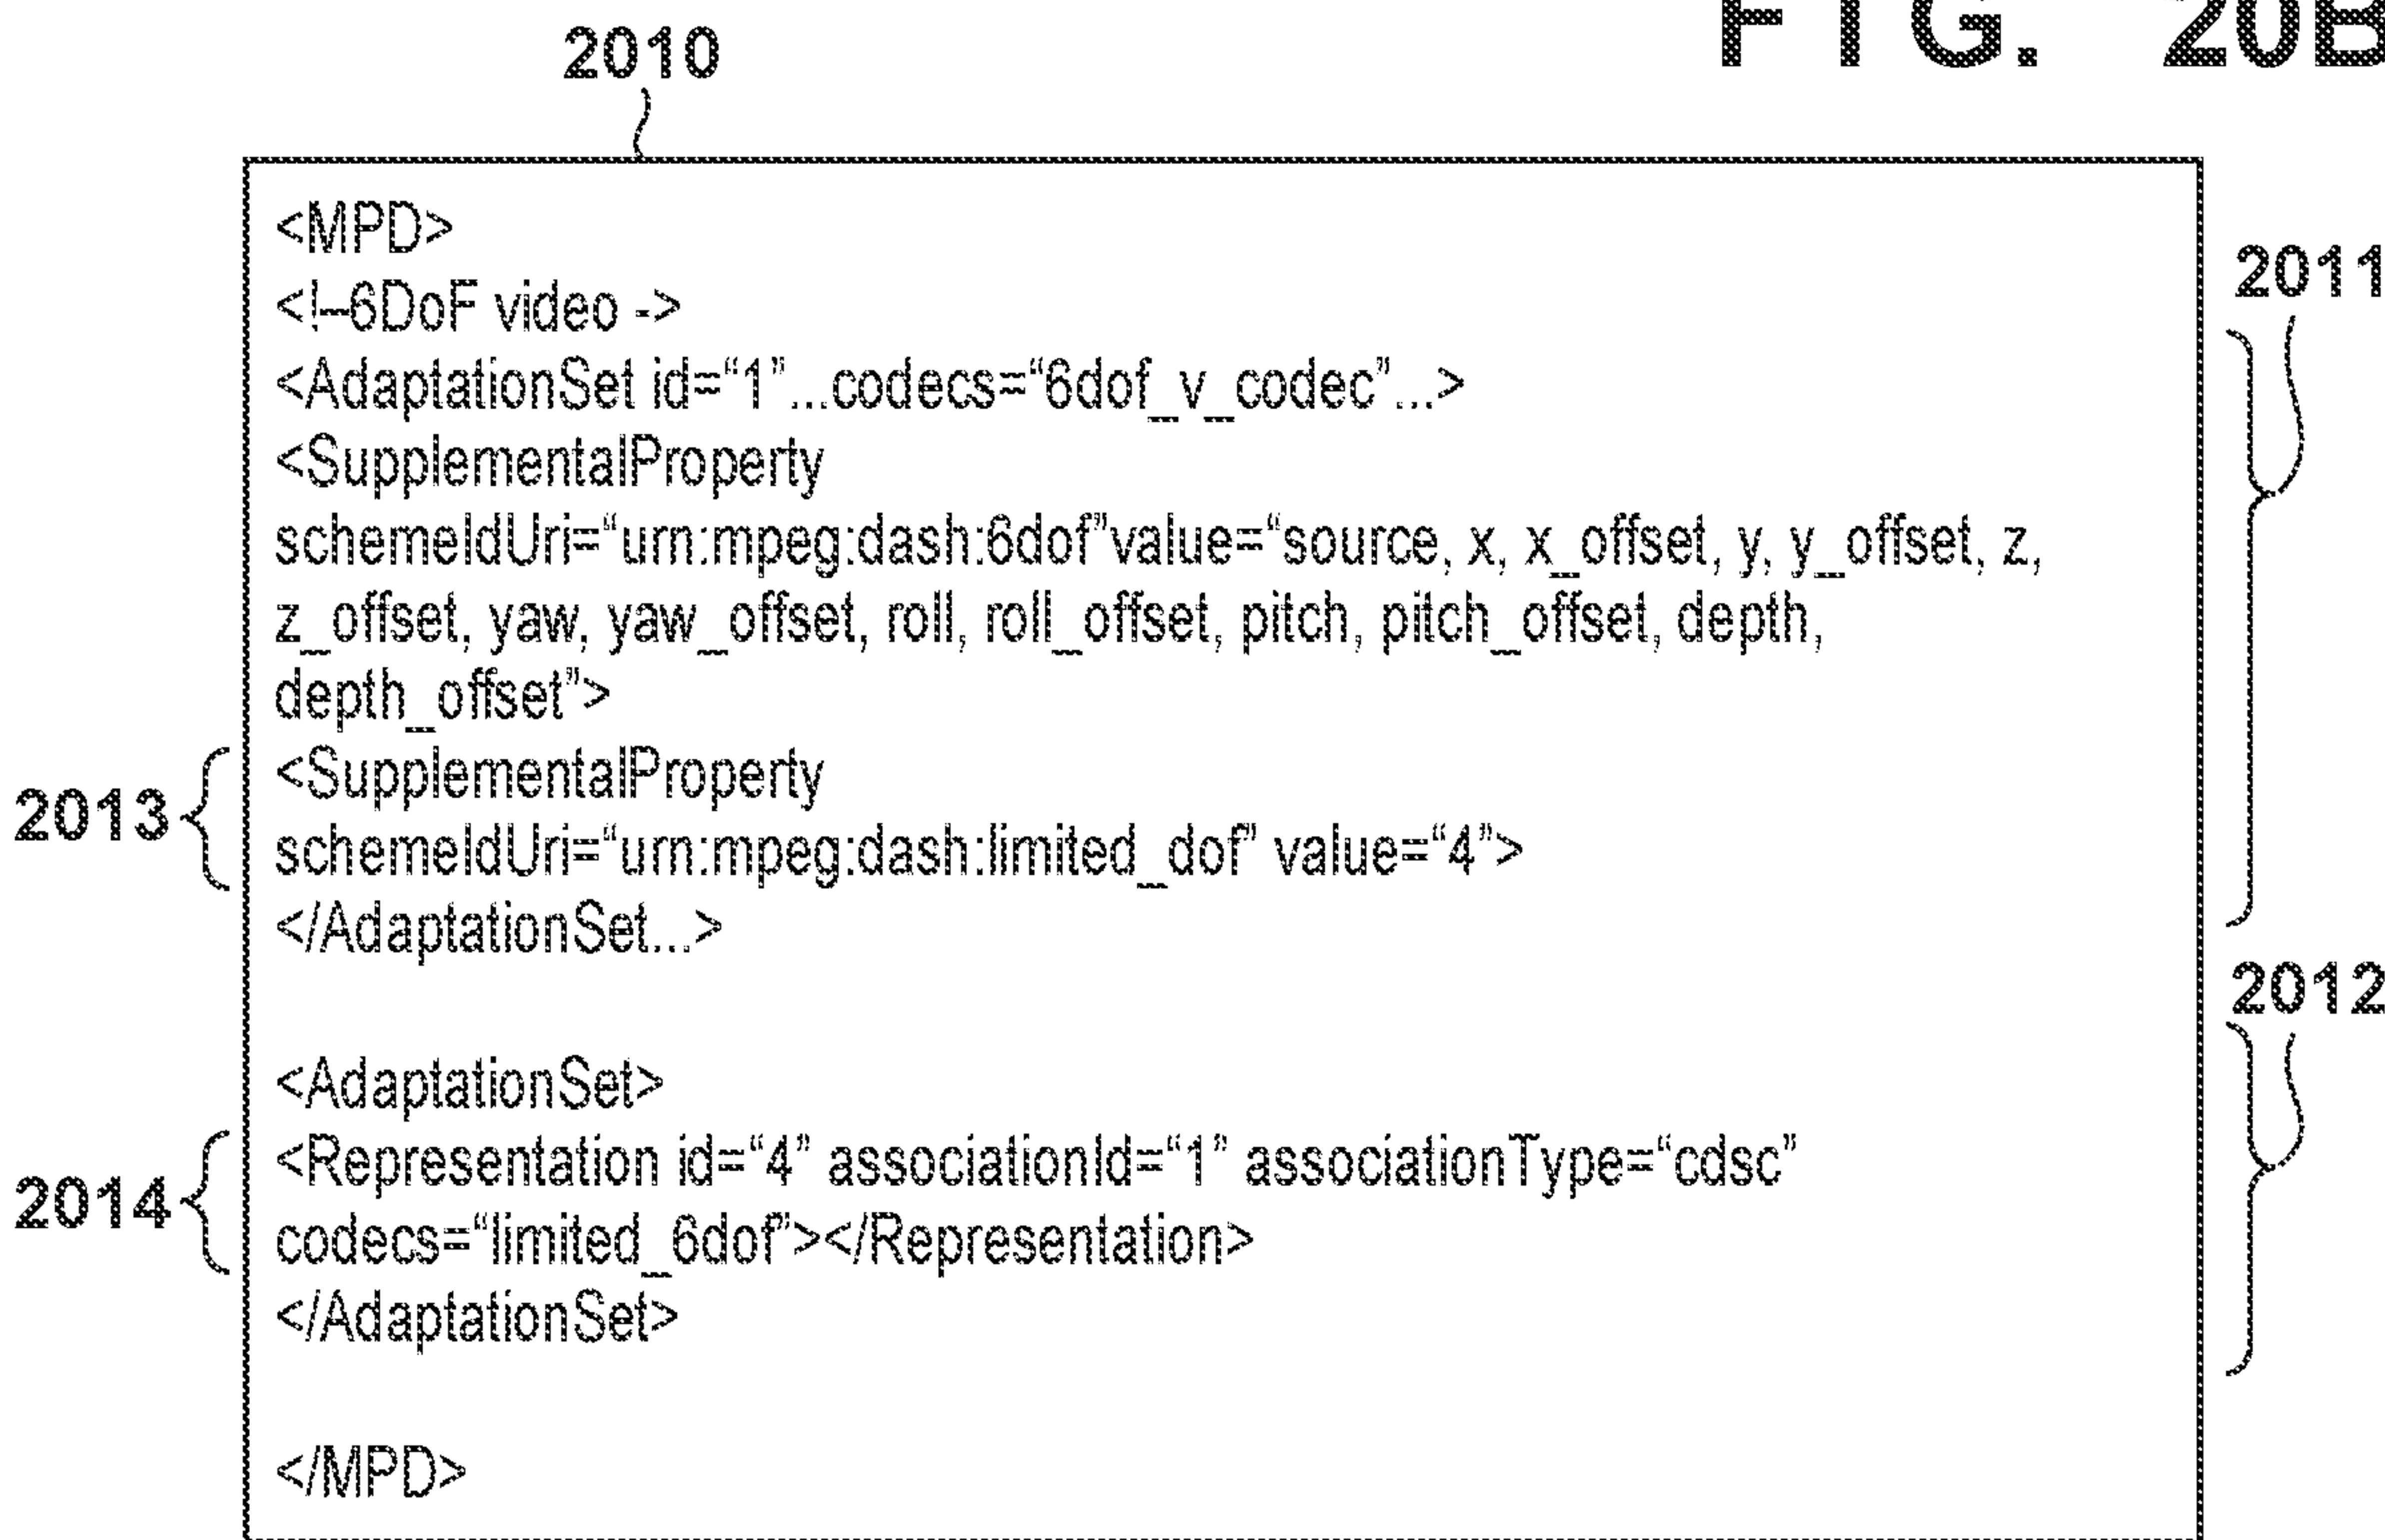 FIG. 20B
2010
<MPD>
<!–6DoF video ->
2011
<AdaptationSet id=“1”...codecs=“6dof_v_codec”...>
<SupplementalProperty
schemeIdUri=“urn:mpeg:dash:6dof”value=“source, x, x_offset, y, y_offset, z,
z_offset, yaw, yaw_offset, roll, roll_offset, pitch, pitch_offset, depth,
depth_offset”>
2013
<SupplementalProperty
schemeIdUri=“urn:mpeg:dash:limited_dof” value=“4”>
</AdaptationSet...>
2012
<AdaptationSet>
2014
<Representation id=“4” associationId=“1” associationType=“cdsc”
codecs=“limited_6dof”></Representation>
</AdaptationSet>
</MPD>